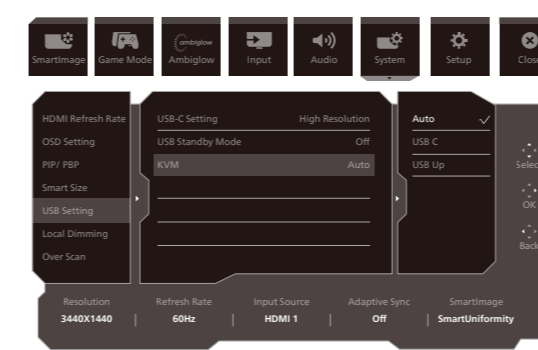 ambiglow
SmartImage Game Mode Ambiglow Input Audio System Setup Close
HDMI Refresh Rate USB-C Setting High Resolution Auto
OSD Setting USB Standby Mode Off USB C
PIP/ PBP KVM Auto USB Up
Select
Smart Size
OK
USB Setting
Local Dimming
Back
Over Scan
Resolution Refresh Rate Input Source Adaptive Sync SmartImage
3440X1440 | 60Hz | HDMI 1 | Off | SmartUniformity